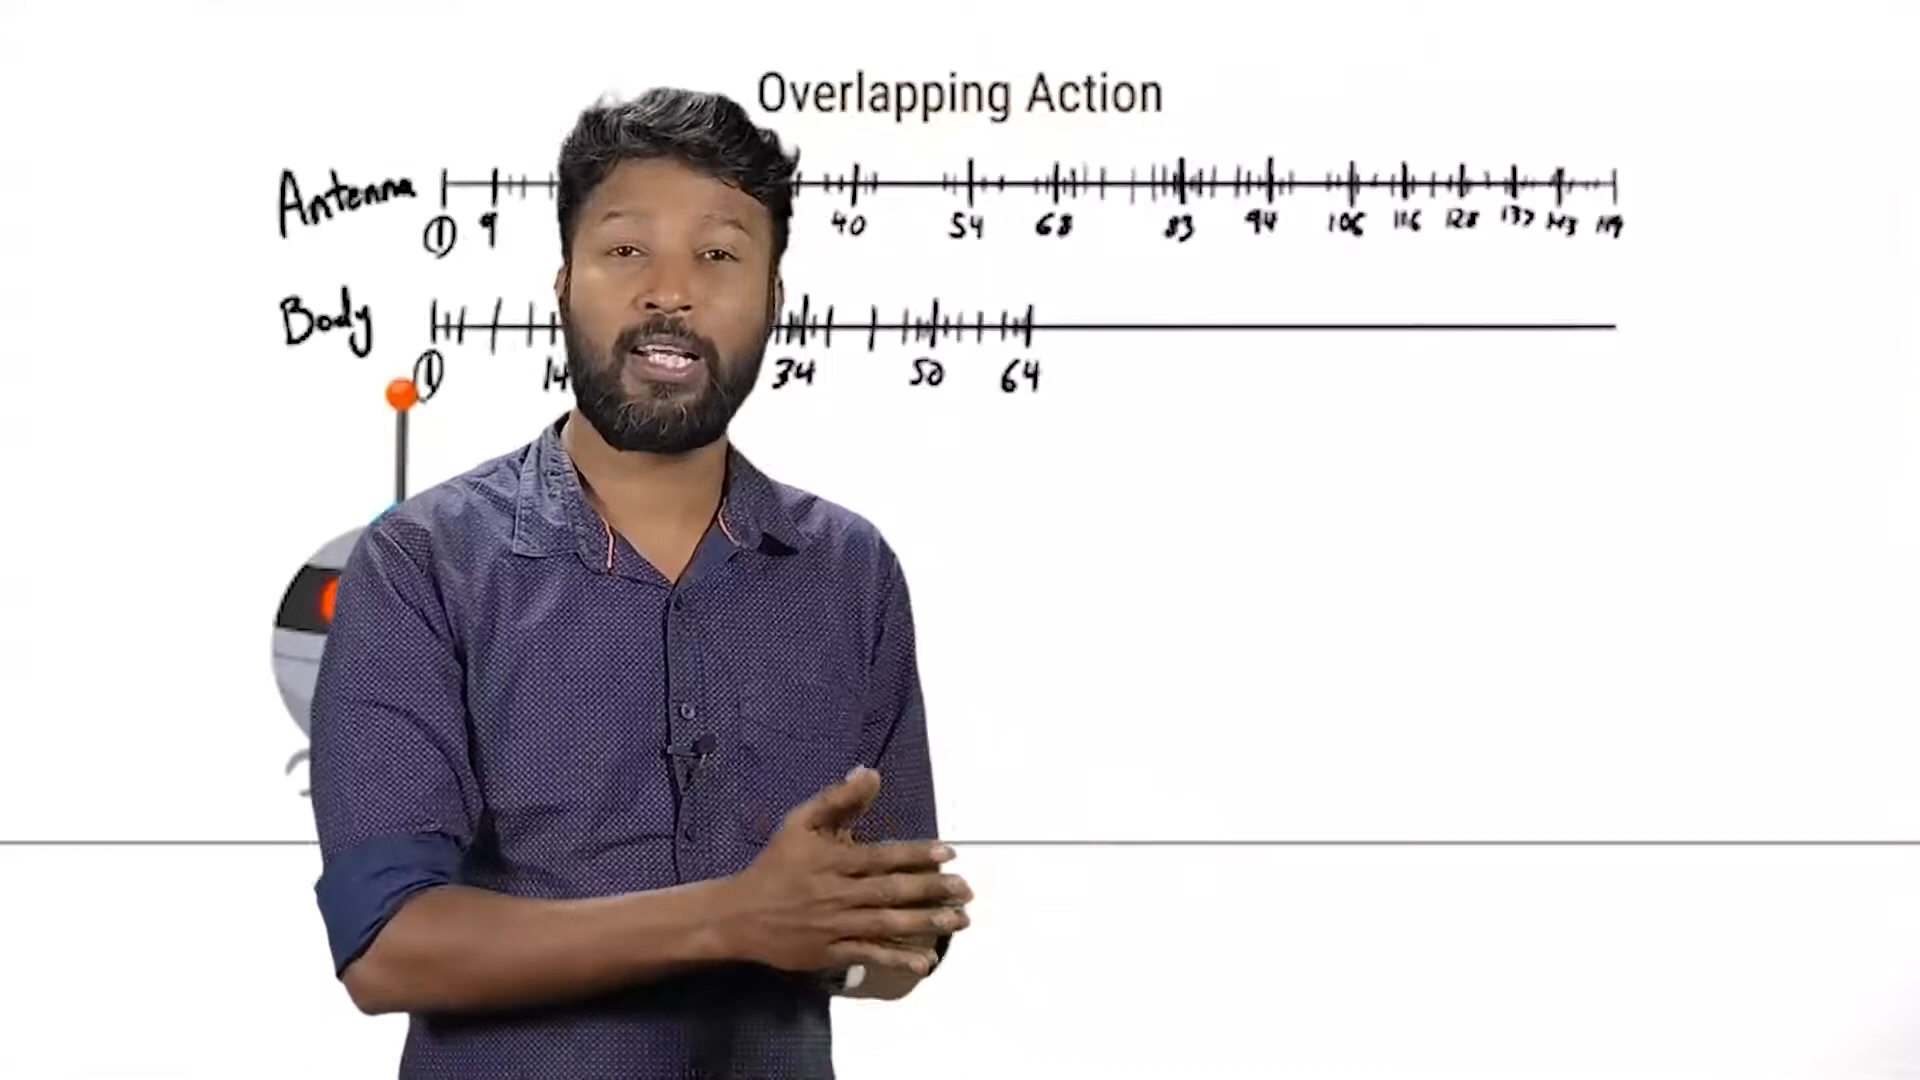 Overlapping Action
Antenna
① 9 40 54 68 83 94 106 116 128 137 143 149
Body
① 14 34 50 64